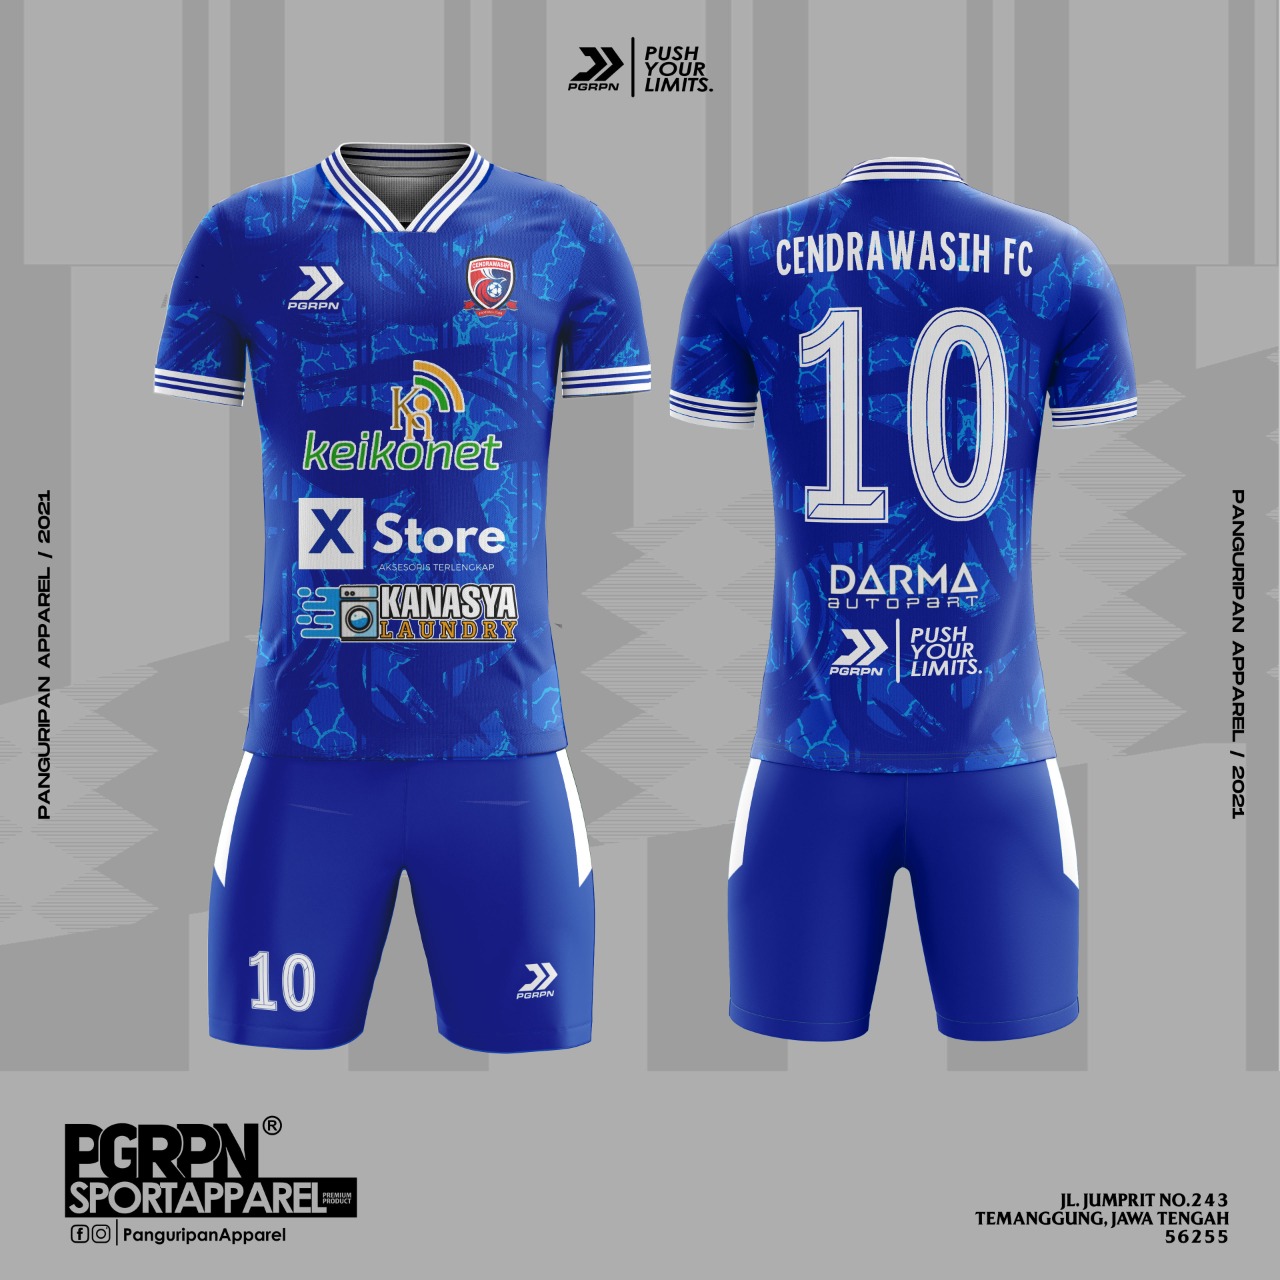 PGRPN
PUSH
YOUR
LIMITS.
PGRPN
CENDRAWASIH
KN
keikonet
X Store
AKSESORIS TERLENGKAP
KANASYA
LAUNDRY
10
PGRPN
CENDRAWASIH FC
10
DARMA
AUTOPART
PGRPN
PUSH
YOUR
LIMITS.
PANGURIPAN APPAREL / 2021
PANGURIPAN APPAREL / 2021
PGRPN®
SPORTAPPAREL PREMIUM PRODUCT
PanguripanApparel
JL. JUMPRIT NO.243
TEMANGGUNG, JAWA TENGAH
56255